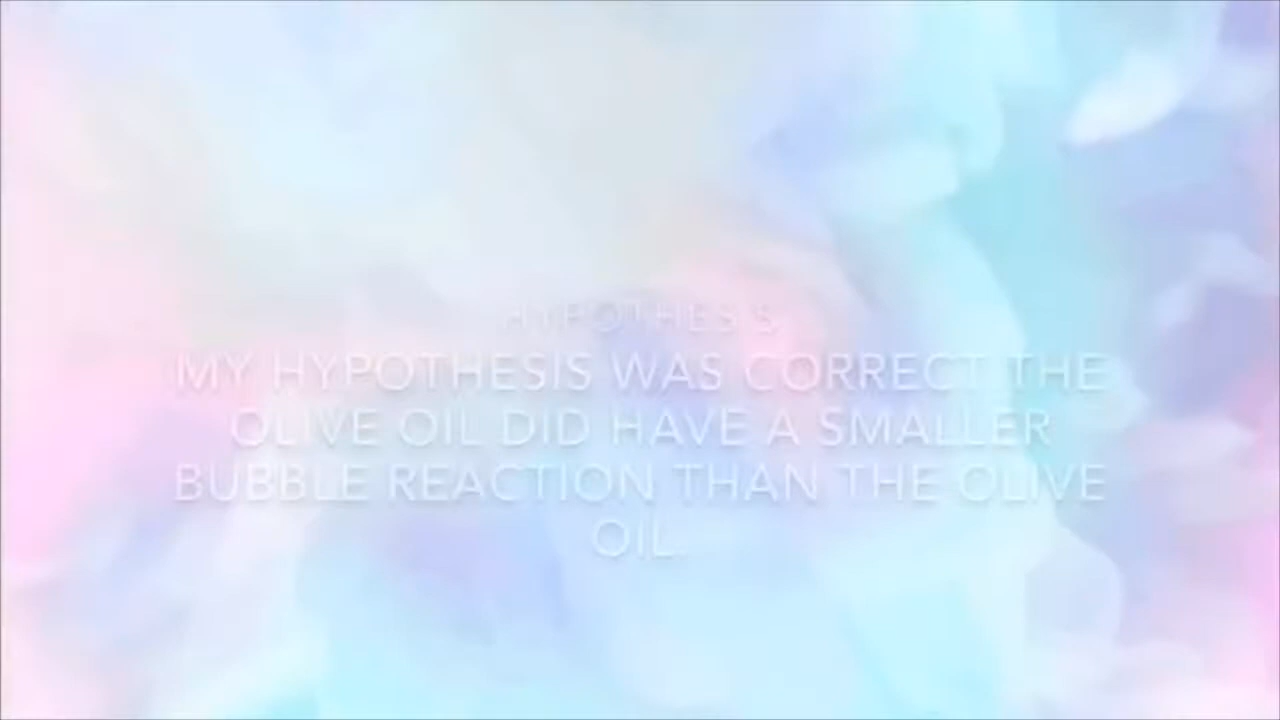 HYPOTHESIS
MY HYPOTHESIS WAS CORRECT THE
OLIVE OIL DID HAVE A SMALLER
BUBBLE REACTION THAN THE OLIVE
OIL